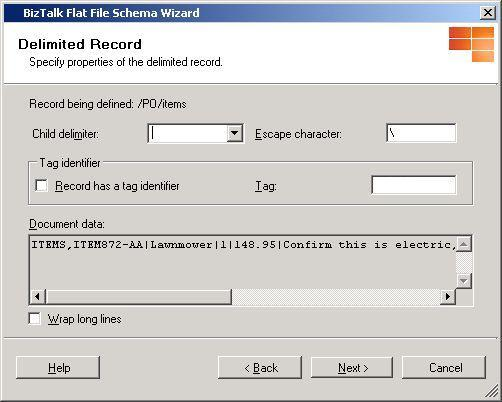 BizTalk Flat File Schema Wizard
Delimited Record
Specify properties of the delimited record.
Record being defined: /PO/items
Child delimiter:
Escape character: \
Tag identifier
Record has a tag identifier
Tag:
Document data:
ITEMS,ITEM872-AA|Lawnmower|1|148.95|Confirm this is electric,
Wrap long lines
Help
< Back
Next >
Cancel